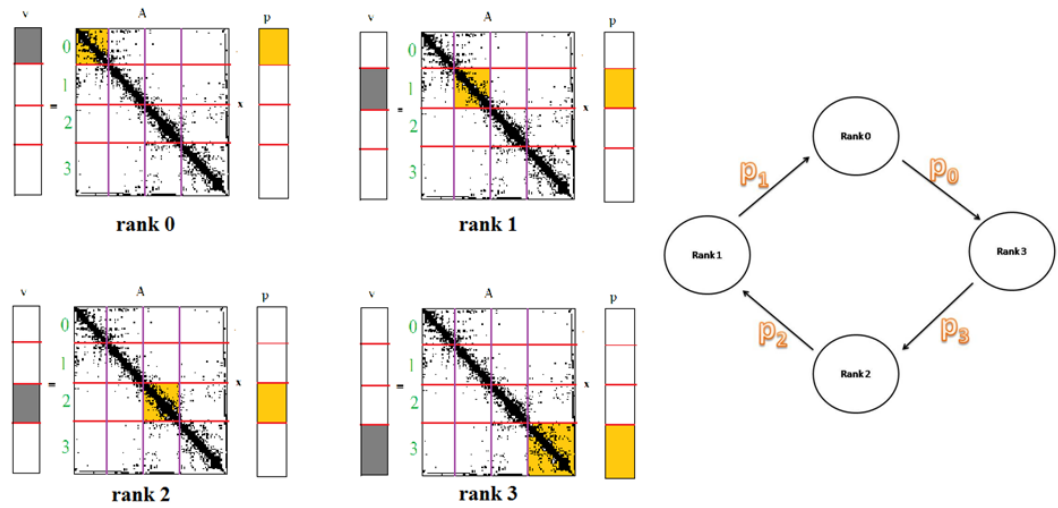 v A p
0
1
2
3
=
x
rank 0
v A p
0
1
2
3
=
x
rank 1
v A p
0
1
2
3
=
x
rank 2
v A p
0
1
2
3
=
x
rank 3
Rank 0
p1
p0
Rank 1
Rank 3
p2
p3
Rank 2